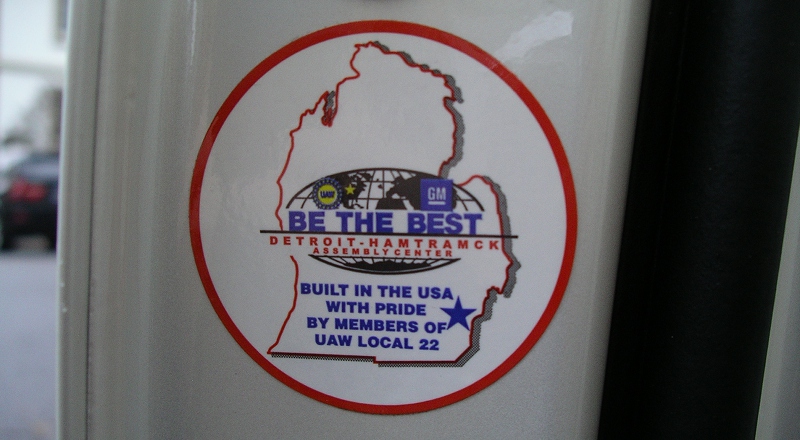 UAW
GM
BE THE BEST
DETROIT-HAMTRAMCK
ASSEMBLY CENTER
BUILT IN THE USA
WITH PRIDE
BY MEMBERS OF
UAW LOCAL 22